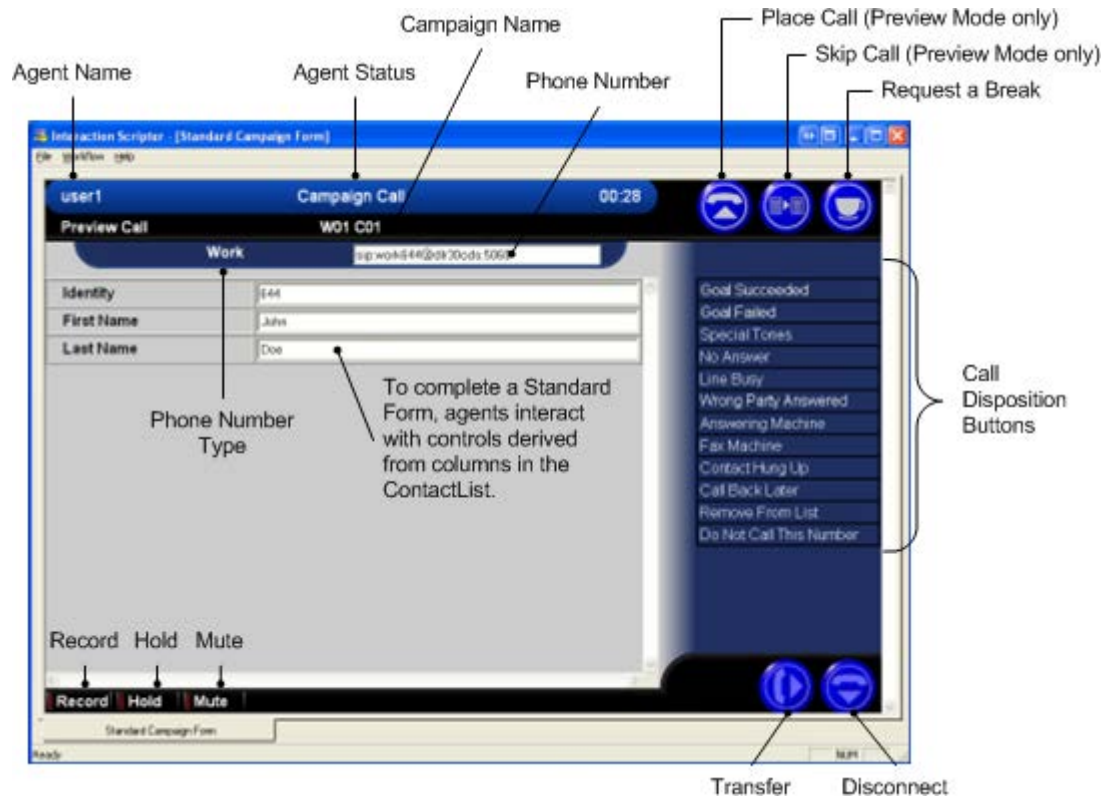 Place Call (Preview Mode only)
Campaign Name
Skip Call (Preview Mode only)
Agent Name
Agent Status
Phone Number
Request a Break
Interaction Scripter - [Standard Campaign Form]
File Workflow Help
user1
Campaign Call
00:28
Preview Call
W01 C01
Work
Identity
644
First Name
John
Last Name
Doe
Goal Succeeded
Goal Failed
Special Tones
No Answer
Line Busy
Wrong Party Answered
Answering Machine
Fax Machine
Contact Hung Up
Call Back Later
Remove From List
Do Not Call This Number
Call
Disposition
Buttons
Phone Number
Type
To complete a Standard
Form, agents interact
with controls derived
from columns in the
ContactList.
Record Hold Mute
Record Hold Mute
Standard Campaign Form
Ready
NUM
Transfer
Disconnect